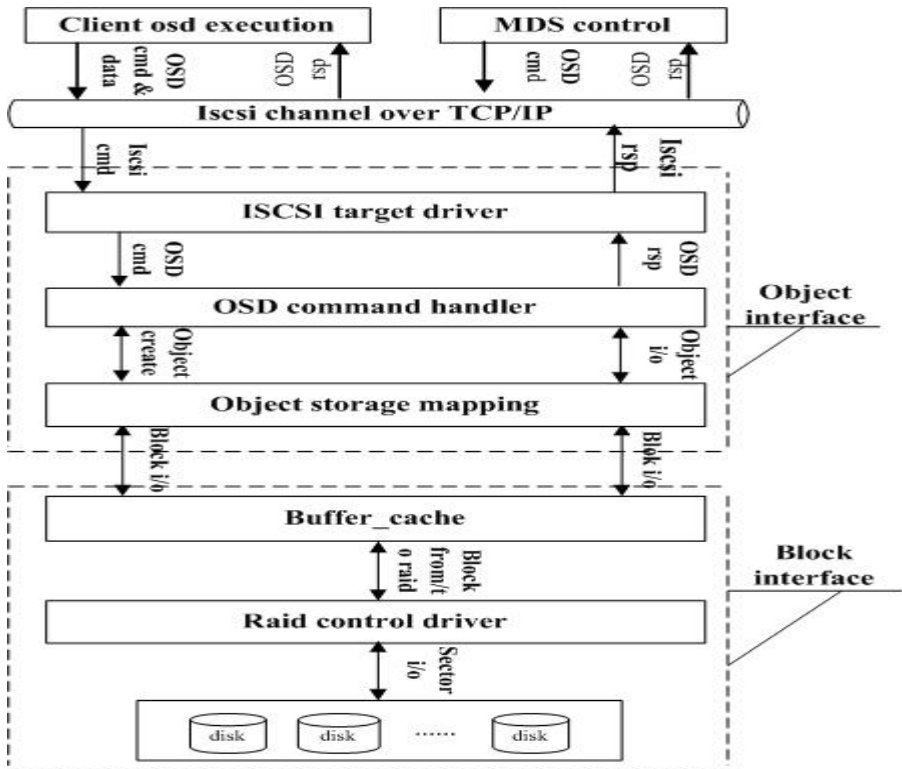 Client osd execution
MDS control
OSD
cmd &
data
OSD
rsp
OSD
cmd
OSD
rsp
Iscsi channel over TCP/IP
Iscsi
cmd
Iscsi
rsp
ISCSI target driver
OSD
cmd
OSD
rsp
OSD command handler
Object
interface
Object
create
Object
i/o
Object storage mapping
Block i/o
Blok i/o
Buffer_cache
Block
from/t
o raid
Block
interface
Raid control driver
Sector
i/o
disk
disk
......
disk